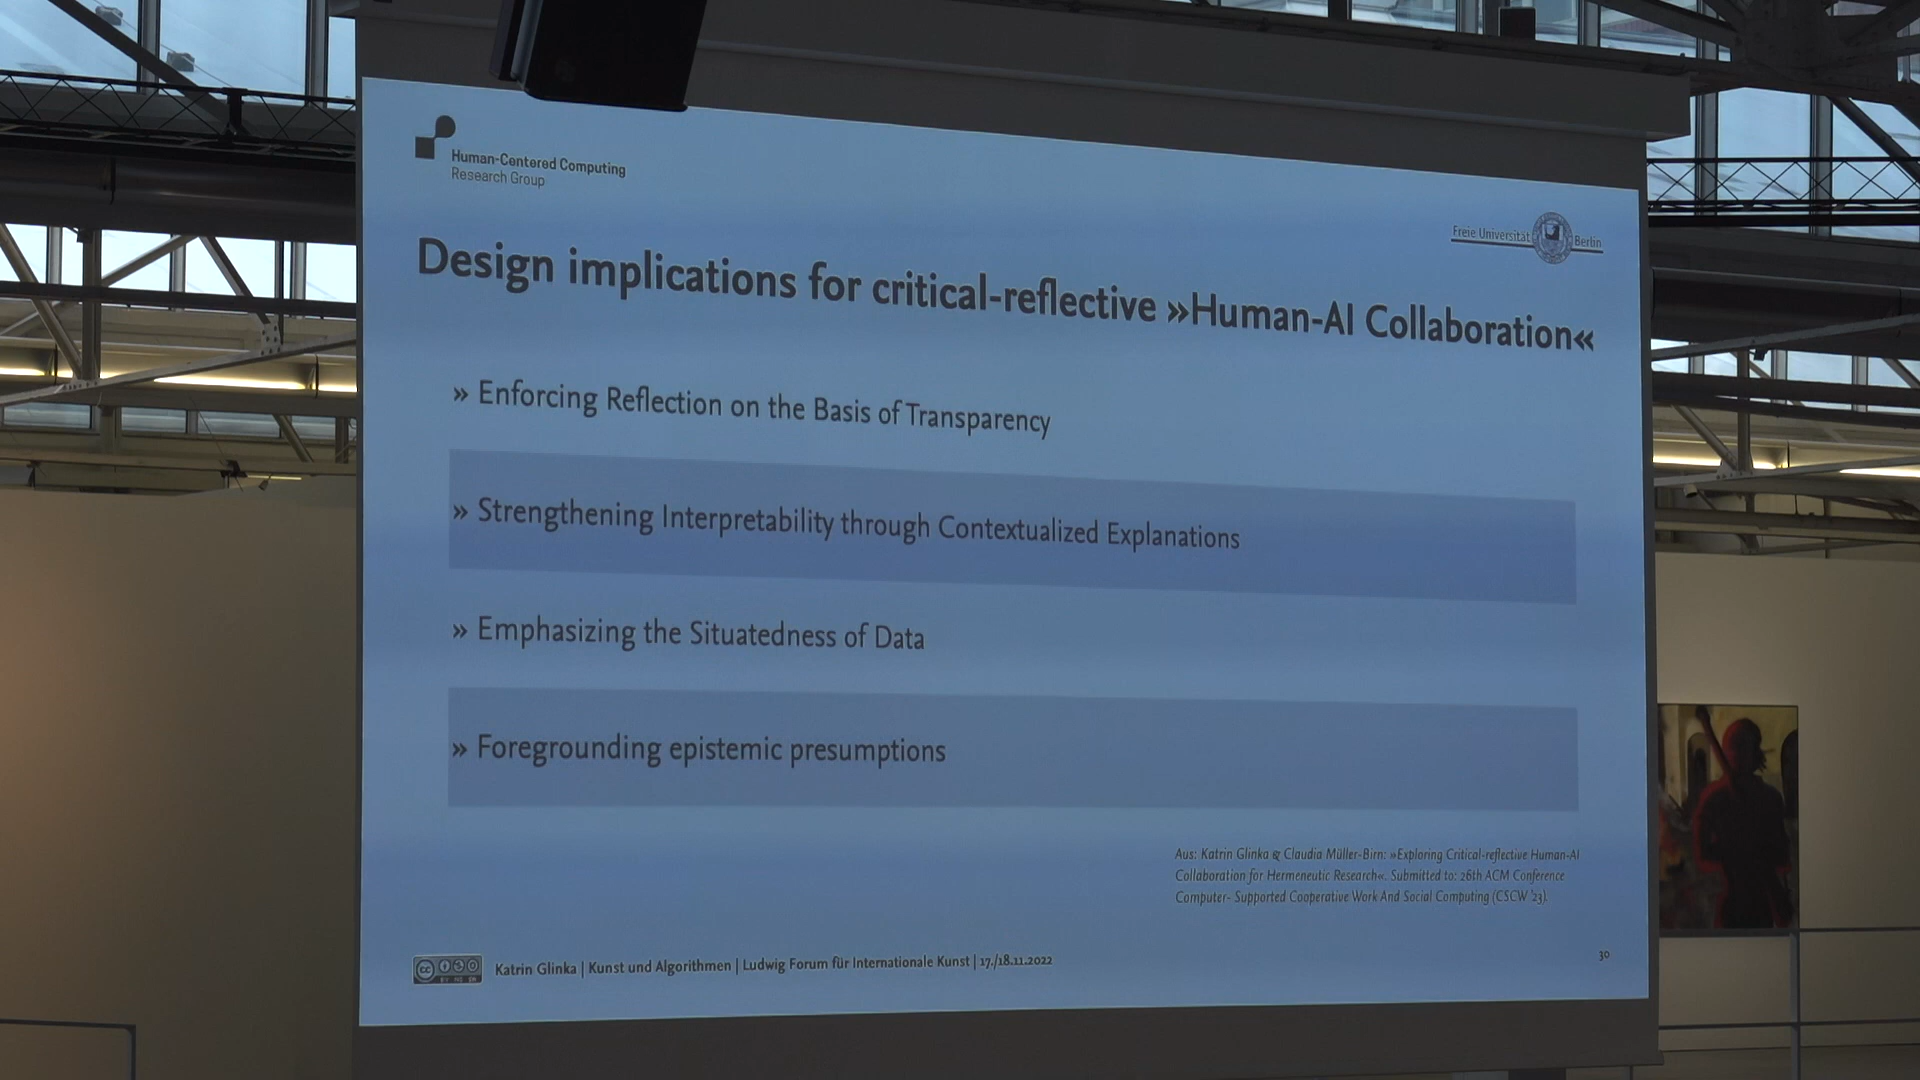 Human-Centered Computing
Research Group
Freie Universität Berlin
Design implications for critical-reflective »Human-AI Collaboration«
» Enforcing Reflection on the Basis of Transparency
» Strengthening Interpretability through Contextualized Explanations
» Emphasizing the Situatedness of Data
» Foregrounding epistemic presumptions
Aus: Katrin Glinka & Claudia Müller-Birn: »Exploring Critical-reflective Human-AI
Collaboration for Hermeneutic Research«. Submitted to: 26th ACM Conference
Computer- Supported Cooperative Work And Social Computing (CSCW '23).
cc
Katrin Glinka | Kunst und Algorithmen | Ludwig Forum für Internationale Kunst | 17./18.11.2022
30